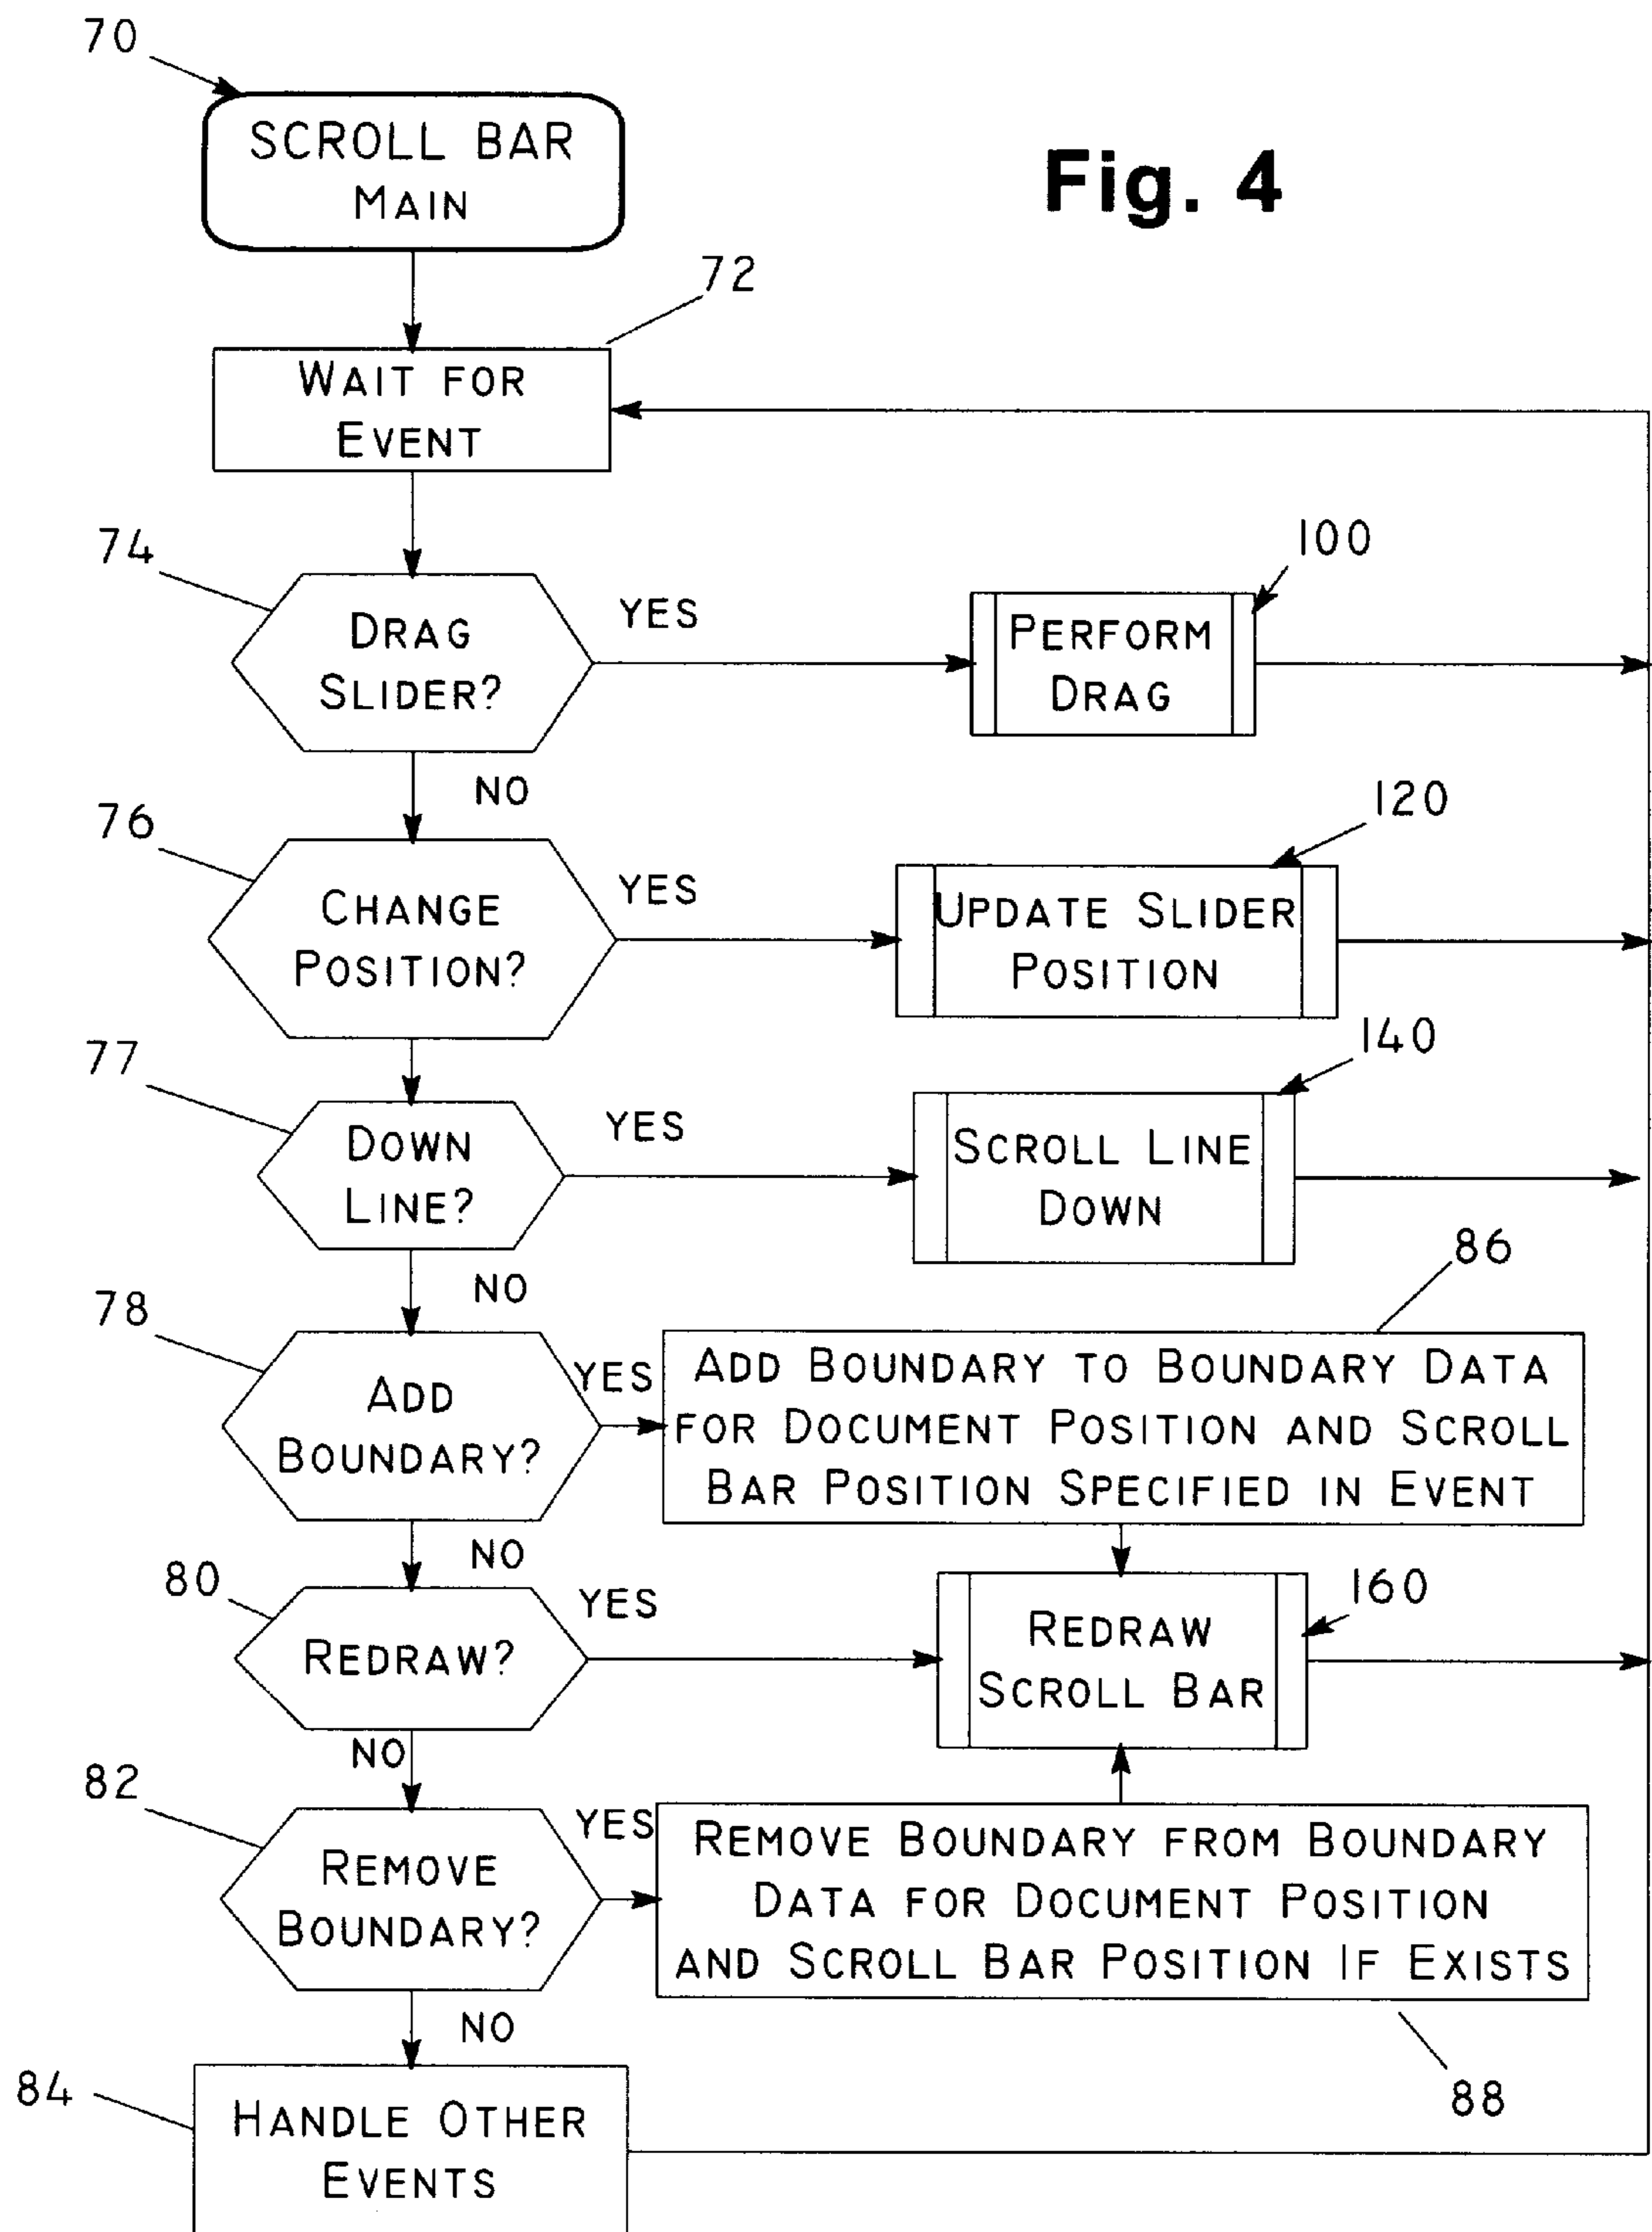 70
SCROLL BAR
MAIN
Fig. 4
72
WAIT FOR
EVENT
74
DRAG
SLIDER?
YES
100
PERFORM
DRAG
NO
76
CHANGE
POSITION?
YES
120
UPDATE SLIDER
POSITION
77
DOWN
LINE?
YES
140
SCROLL LINE
DOWN
NO
78
ADD
BOUNDARY?
YES
86
ADD BOUNDARY TO BOUNDARY DATA
FOR DOCUMENT POSITION AND SCROLL
BAR POSITION SPECIFIED IN EVENT
NO
80
REDRAW?
YES
160
REDRAW
SCROLL BAR
NO
82
REMOVE
BOUNDARY?
YES
REMOVE BOUNDARY FROM BOUNDARY
DATA FOR DOCUMENT POSITION
AND SCROLL BAR POSITION IF EXISTS
88
NO
84
HANDLE OTHER
EVENTS